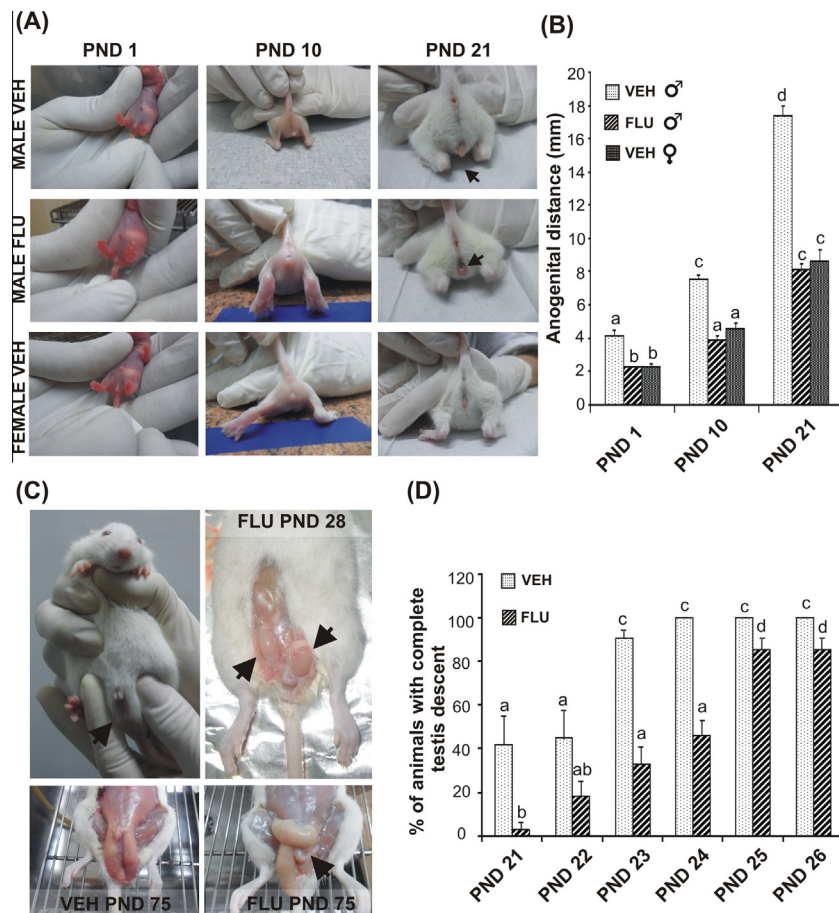 (A)
PND 1 PND 10 PND 21
MALE VEH
MALE FLU
FEMALE VEH
(B)
Anogenital distance (mm)
20
18
16
14
12
10
8
6
4
2
0
VEH ♂
FLU ♂
VEH ♀
a b b
c a a
d c c
PND 1 PND 10 PND 21
(C)
FLU PND 28
VEH PND 75 FLU PND 75
(D)
% of animals with complete
testis descent
120
100
80
60
40
20
0
VEH
FLU
a b
a ab
c a
c a
c d
c d
PND 21 PND 22 PND 23 PND 24 PND 25 PND 26